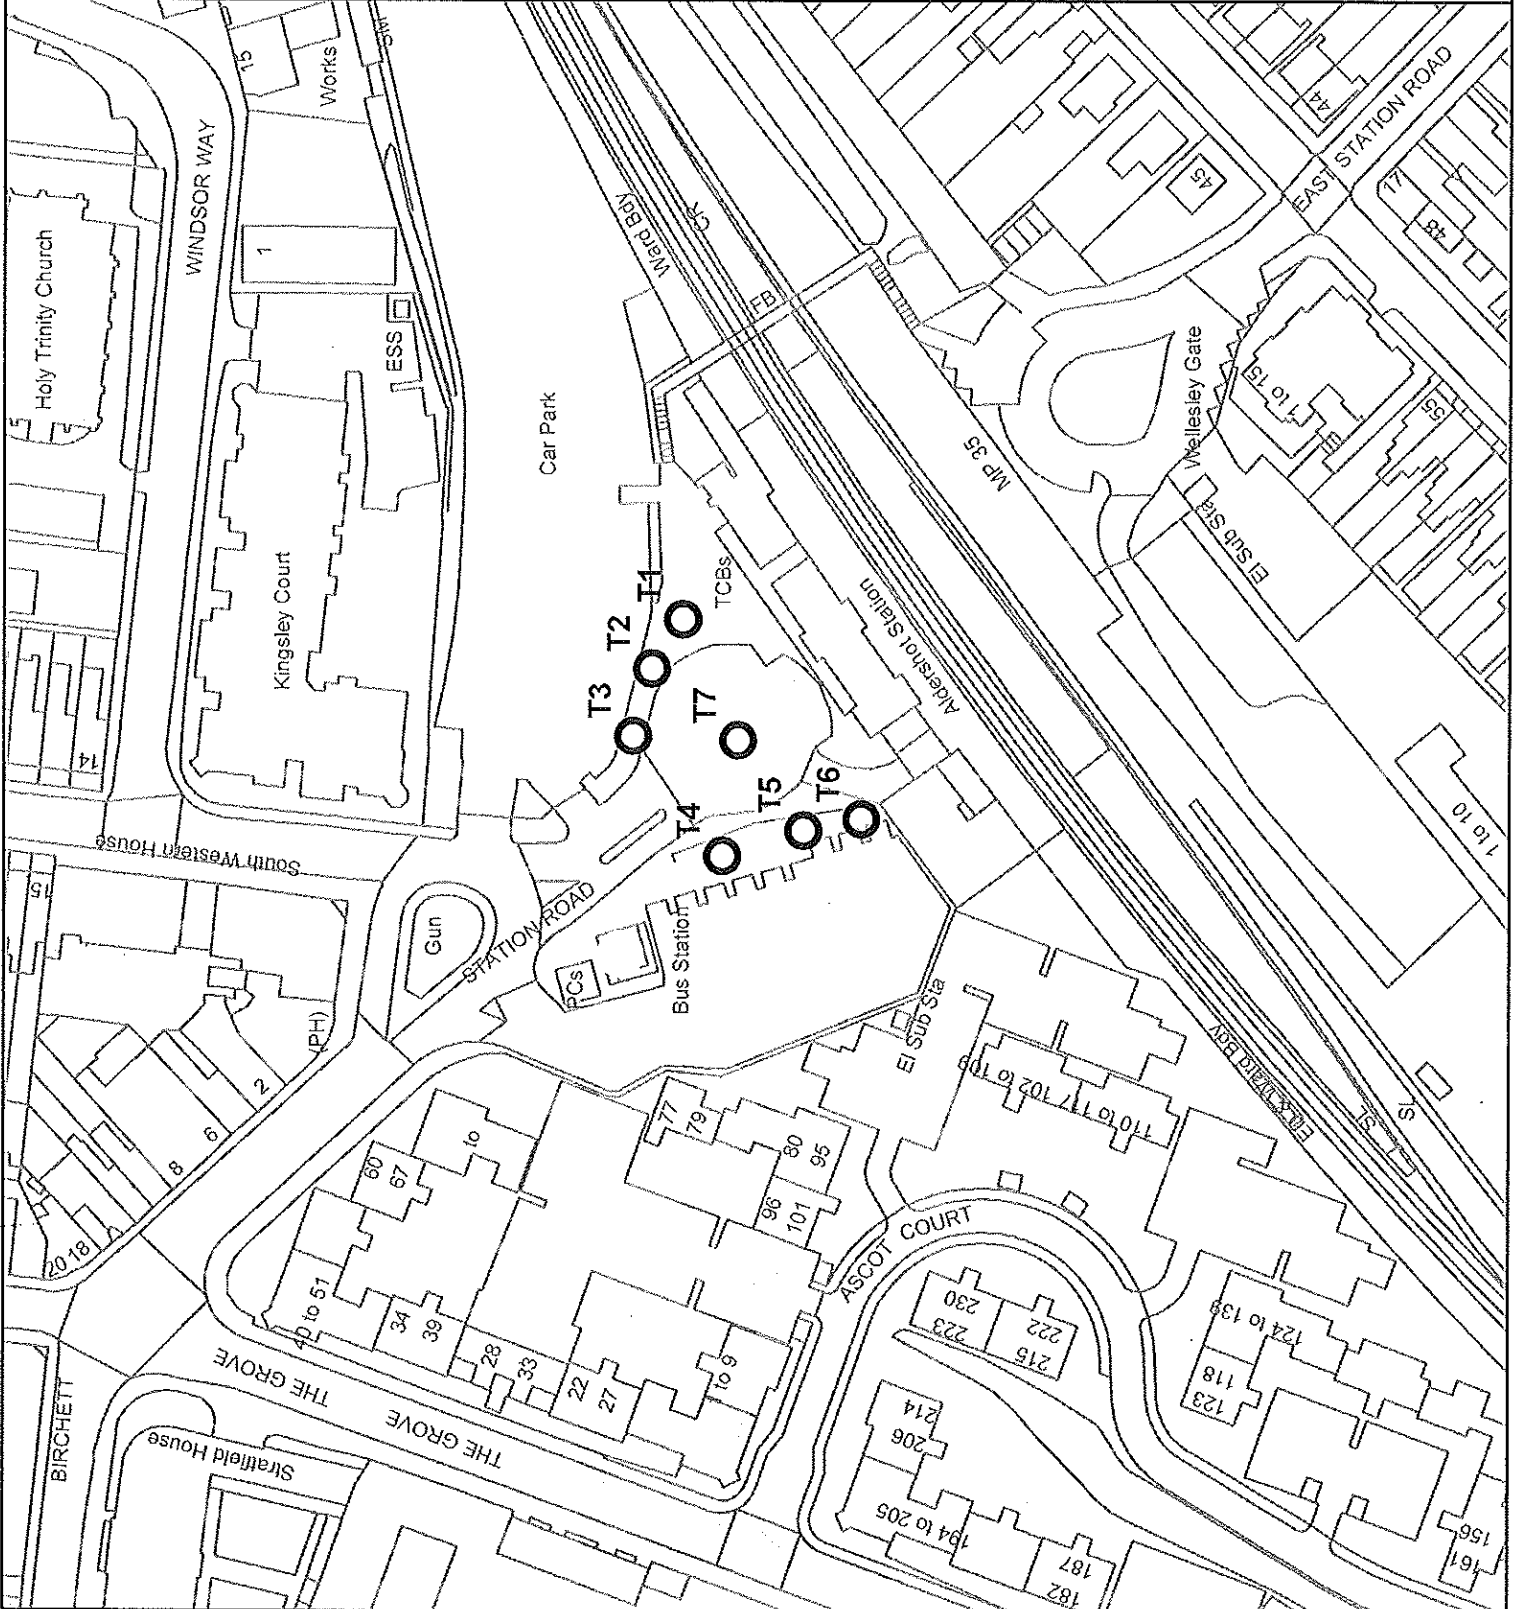 15
Works
WINDSOR WAY
Holy Trinity Church
1
ESS
Kingsley Court
Car Park
14
South Western House
15
Gun
STATION ROAD
PCs
Bus Station
(PH)
2
6
8
20 18
BIRCHETT
THE GROVE
THE GROVE
Stratfield House
T1
T2
T3
T4
T5
T6
T7
TCBs
Aldershot Station
Ward Bdy
CR
FB
MP 35
44
EAST STATION ROAD
45
17
48
Wellesley Gate
1 to 15
55
El Sub Sta
1 to 10
El Sub Sta
102 to 109
110 to 117
77
79
80
95
96
101
60
67
to
40 to 51
34
39
28
33
22
27
to 9
ASCOT COURT
230
223
222
215
214
206
194 to 205
187
182
118
123
124 to 139
156
161
SL
SL